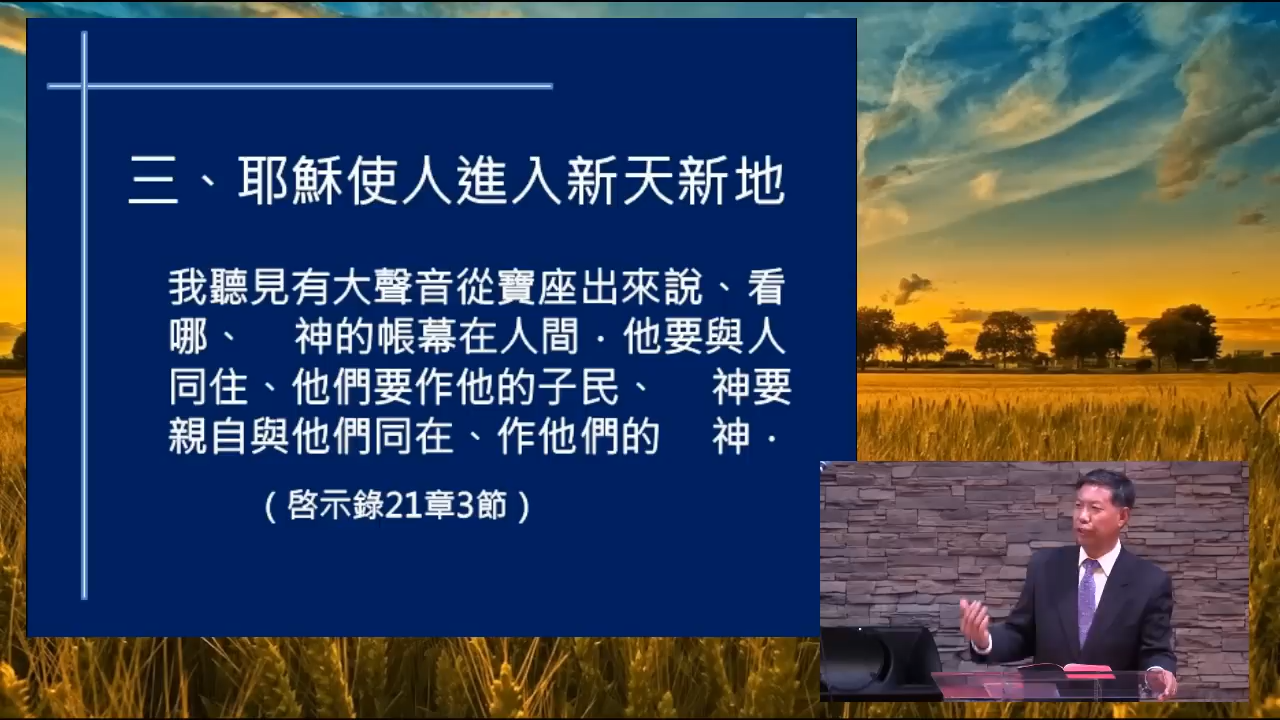 三、耶穌使人進入新天新地
我聽見有大聲音從寶座出來說、看
哪、　神的帳幕在人間．他要與人
同住、他們要作他的子民、　神要
親自與他們同在、作他們的　神．
（啓示錄21章3節）